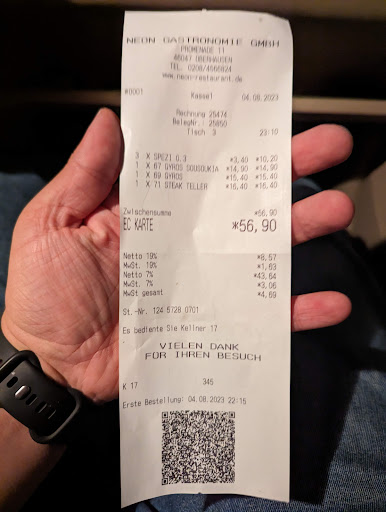 NEON GASTRONOMIE GMBH
PROMENADE 11
46047 OBERHAUSEN
TEL. 0208/4566824
www.neon-restaurant.de
#0001 Kasse1 04.08.2023
Rechnung 25474
BelegNr.: 25850
Tisch 3 23:10
3 X SPEZI 0.3 *3,40 *10,20
1 X 67 GYROS SOUSOUKIA *14,90 *14,90
1 X 69 GYROS *15,40 *15,40
1 X 71 STEAK TELLER *16,40 *16,40
Zwischensumme *56,90
EC KARTE *56,90
Netto 19% *8,57
MwSt. 19% *1,63
Netto 7% *43,64
MwSt. 7% *3,06
MwSt gesamt *4,69
St.-Nr. 124 5728 0701
Es bediente Sie Kellner 17
VIELEN DANK
FÜR IHREN BESUCH
K 17 345
Erste Bestellung: 04.08.2023 22:15